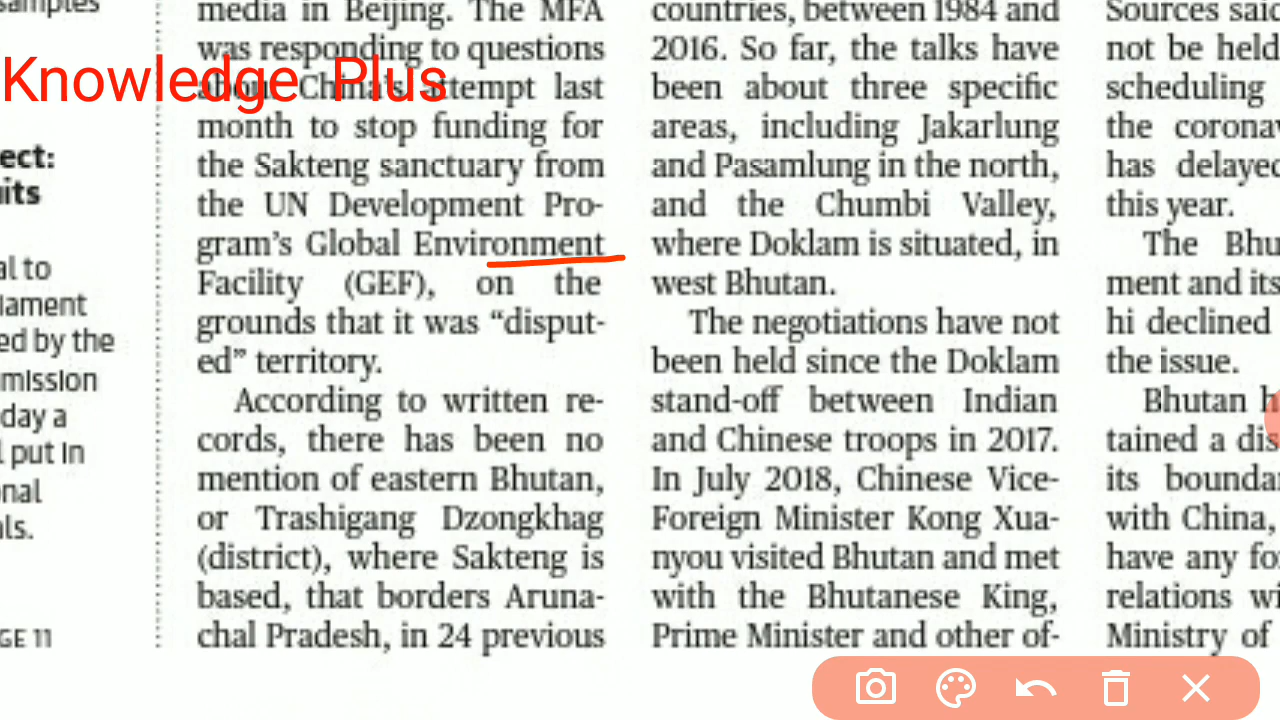 samples
ect:
uits
al to
liament
ed by the
mission
day a
l put in
onal
ls.
GE 11
Knowledge Plus
media in Beijing. The MFA
was responding to questions
about China's attempt last
month to stop funding for
the Sakteng sanctuary from
the UN Development Pro-
gram's Global Environment
Facility (GEF), on the
grounds that it was “disput-
ed” territory.
According to written re-
cords, there has been no
mention of eastern Bhutan,
or Trashigang Dzongkhag
(district), where Sakteng is
based, that borders Aruna-
chal Pradesh, in 24 previous
countries, between 1984 and
2016. So far, the talks have
been about three specific
areas, including Jakarlung
and Pasamlung in the north,
and the Chumbi Valley,
where Doklam is situated, in
west Bhutan.
The negotiations have not
been held since the Doklam
stand-off between Indian
and Chinese troops in 2017.
In July 2018, Chinese Vice-
Foreign Minister Kong Xua-
nyou visited Bhutan and met
with the Bhutanese King,
Prime Minister and other of-
Sources said
not be held
scheduling
the corona
has delayed
this year.
The Bhu
ment and its
hi declined
the issue.
Bhutan h
tained a dis
its bounda
with China,
have any fo
relations wi
Ministry of